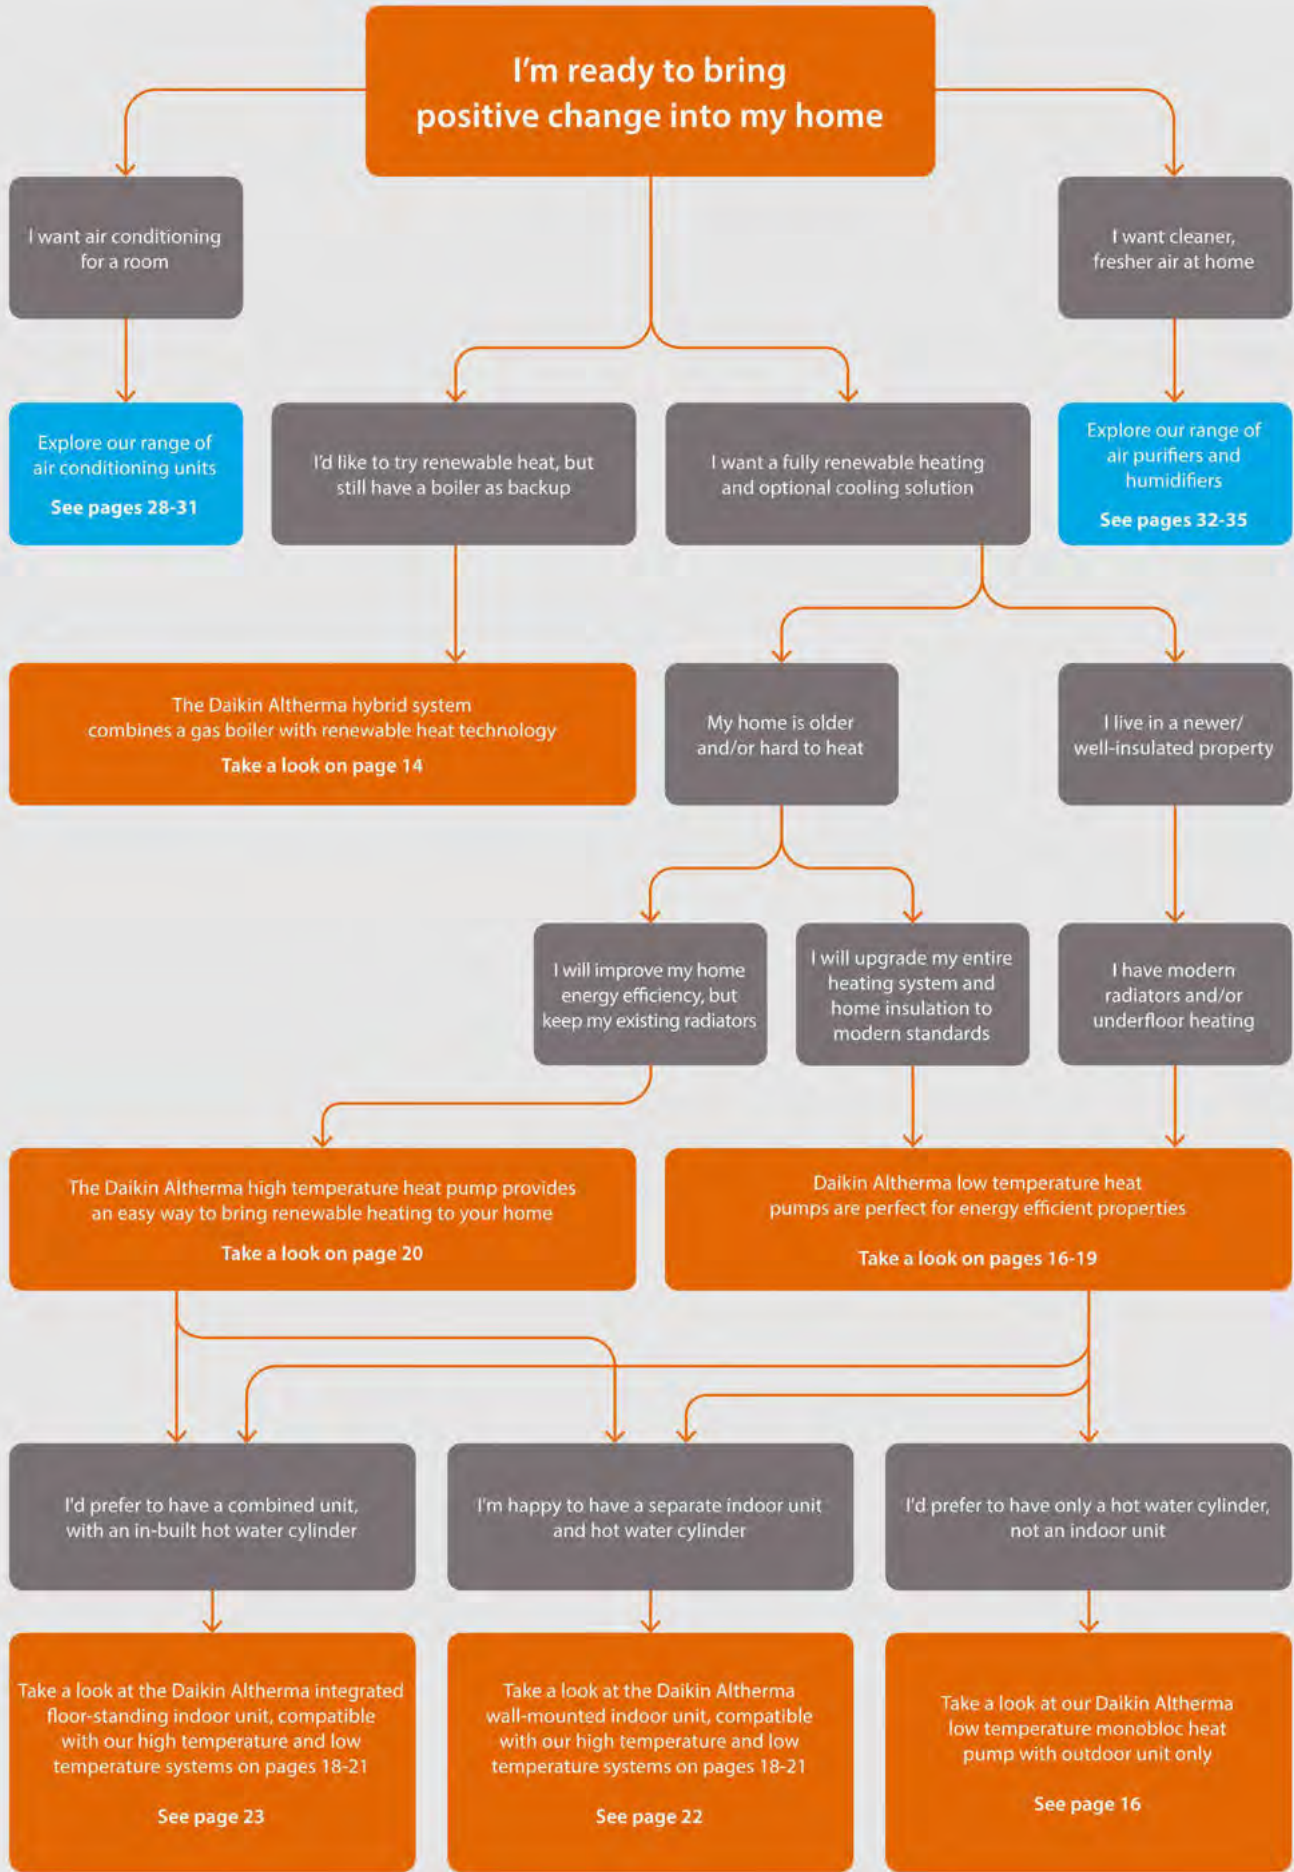 I'm ready to bring
positive change into my home
I want air conditioning
for a room
I want cleaner,
fresher air at home
Explore our range of
air conditioning units
See pages 28-31
I'd like to try renewable heat, but
still have a boiler as backup
I want a fully renewable heating
and optional cooling solution
Explore our range of
air purifiers and
humidifiers
See pages 32-35
The Daikin Altherma hybrid system
combines a gas boiler with renewable heat technology
Take a look on page 14
My home is older
and/or hard to heat
I live in a newer/
well-insulated property
I will improve my home
energy efficiency, but
keep my existing radiators
I will upgrade my entire
heating system and
home insulation to
modern standards
I have modern
radiators and/or
underfloor heating
The Daikin Altherma high temperature heat pump provides
an easy way to bring renewable heating to your home
Take a look on page 20
Daikin Altherma low temperature heat
pumps are perfect for energy efficient properties
Take a look on pages 16-19
I'd prefer to have a combined unit,
with an in-built hot water cylinder
I'm happy to have a separate indoor unit
and hot water cylinder
I'd prefer to have only a hot water cylinder,
not an indoor unit
Take a look at the Daikin Altherma integrated
floor-standing indoor unit, compatible
with our high temperature and low
temperature systems on pages 18-21
See page 23
Take a look at the Daikin Altherma
wall-mounted indoor unit, compatible
with our high temperature and low
temperature systems on pages 18-21
See page 22
Take a look at our Daikin Altherma
low temperature monobloc heat
pump with outdoor unit only
See page 16